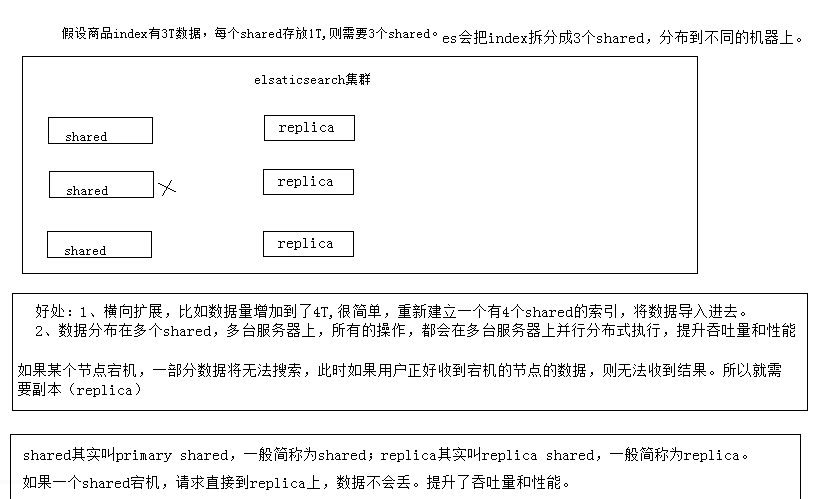 假设商品index有3T数据，每个shared存放1T,则需要3个shared。es会把index拆分成3个shared，分布到不同的机器上。
elsaticsearch集群
shared
replica
shared
replica
shared
replica
好处：1、横向扩展，比如数据量增加到了4T,很简单，重新建立一个有4个shared的索引，将数据导入进去。
2、数据分布在多个shared，多台服务器上，所有的操作，都会在多台服务器上并行分布式执行，提升吞吐量和性能
如果某个节点宕机，一部分数据将无法搜索，此时如果用户正好收到宕机的节点的数据，则无法收到结果。所以就需
要副本（replica）
shared其实叫primary shared，一般简称为shared；replica其实叫replica shared，一般简称为replica。
如果一个shared宕机，请求直接到replica上，数据不会丢。提升了吞吐量和性能。